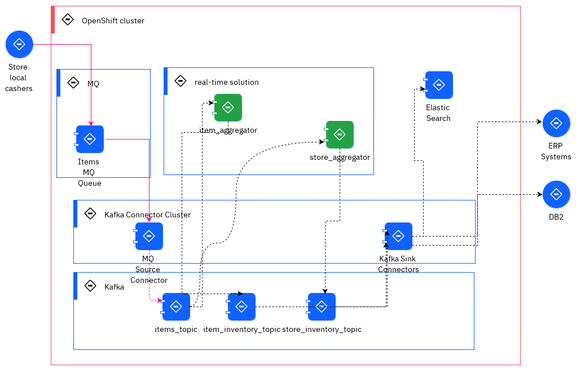 OpenShift cluster
Store
local
cashers
MQ
real-time solution
item_aggregator
store_aggregator
Items
MQ
Queue
Elastic
Search
ERP
Systems
DB2
Kafka Connector Cluster
MQ
Source
Connector
Kafka Sink
Connectors
Kafka
items_topic
item_inventory_topic
store_inventory_topic